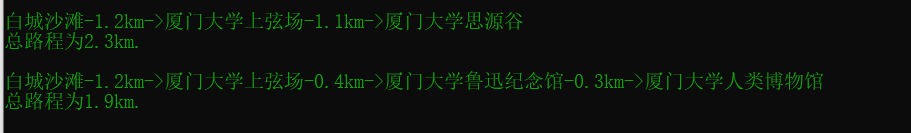 白城沙滩-1.2km->厦门大学上弦场-1.1km->厦门大学思源谷
总路程为2.3km.
白城沙滩-1.2km->厦门大学上弦场-0.4km->厦门大学鲁迅纪念馆-0.3km->厦门大学人类博物馆
总路程为1.9km.